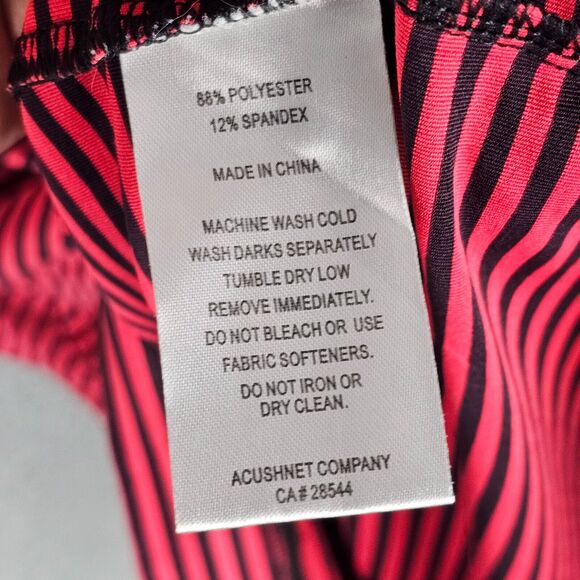 88% POLYESTER
12% SPANDEX
MADE IN CHINA
MACHINE WASH COLD
WASH DARKS SEPARATELY
TUMBLE DRY LOW
REMOVE IMMEDIATELY.
DO NOT BLEACH OR USE
FABRIC SOFTENERS.
DO NOT IRON OR
DRY CLEAN.
ACUSHNET COMPANY
CA# 28544